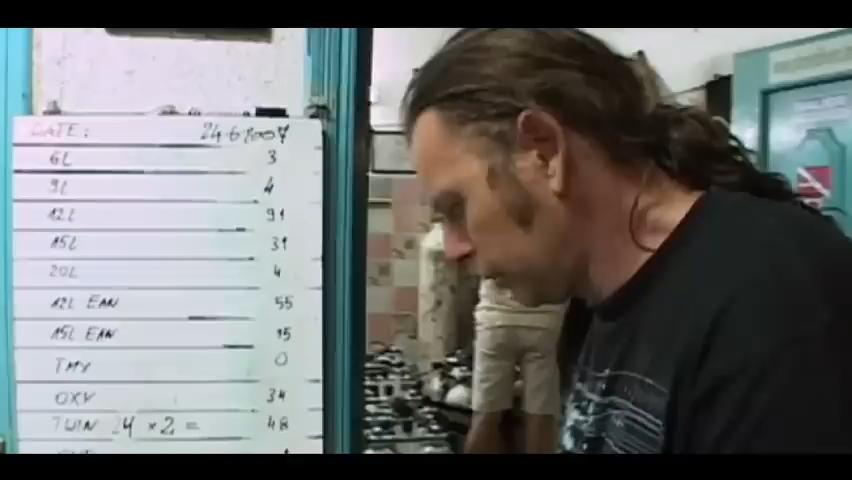 DATE: 24.6.2007
6L 3
9L 4
12L 91
15L 31
20L 4
12L EAN 55
15L EAN 15
TMX 0
OXY 34
TWIN 24 × 2 = 48